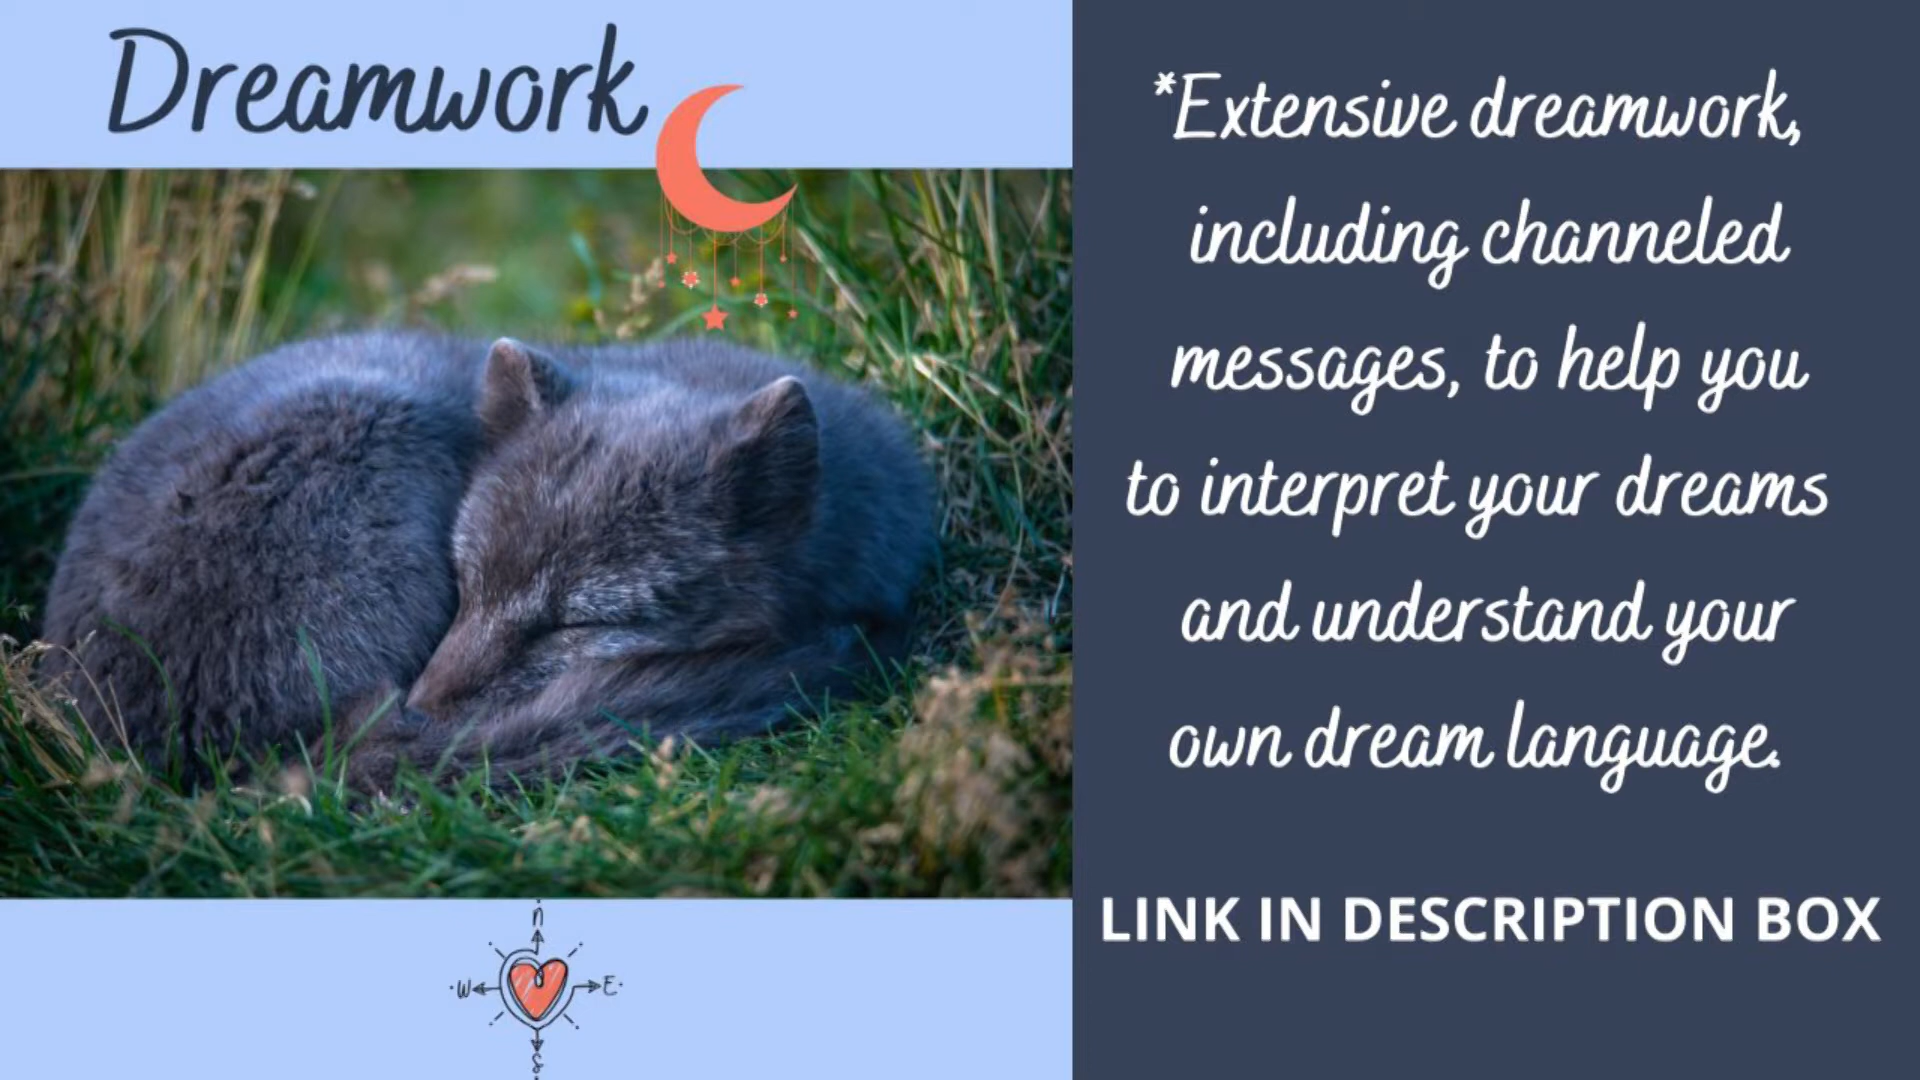 Dreamwork
*Extensive dreamwork,
including channeled
messages, to help you
to interpret your dreams
and understand your
own dream language.
LINK IN DESCRIPTION BOX
n
W E
S